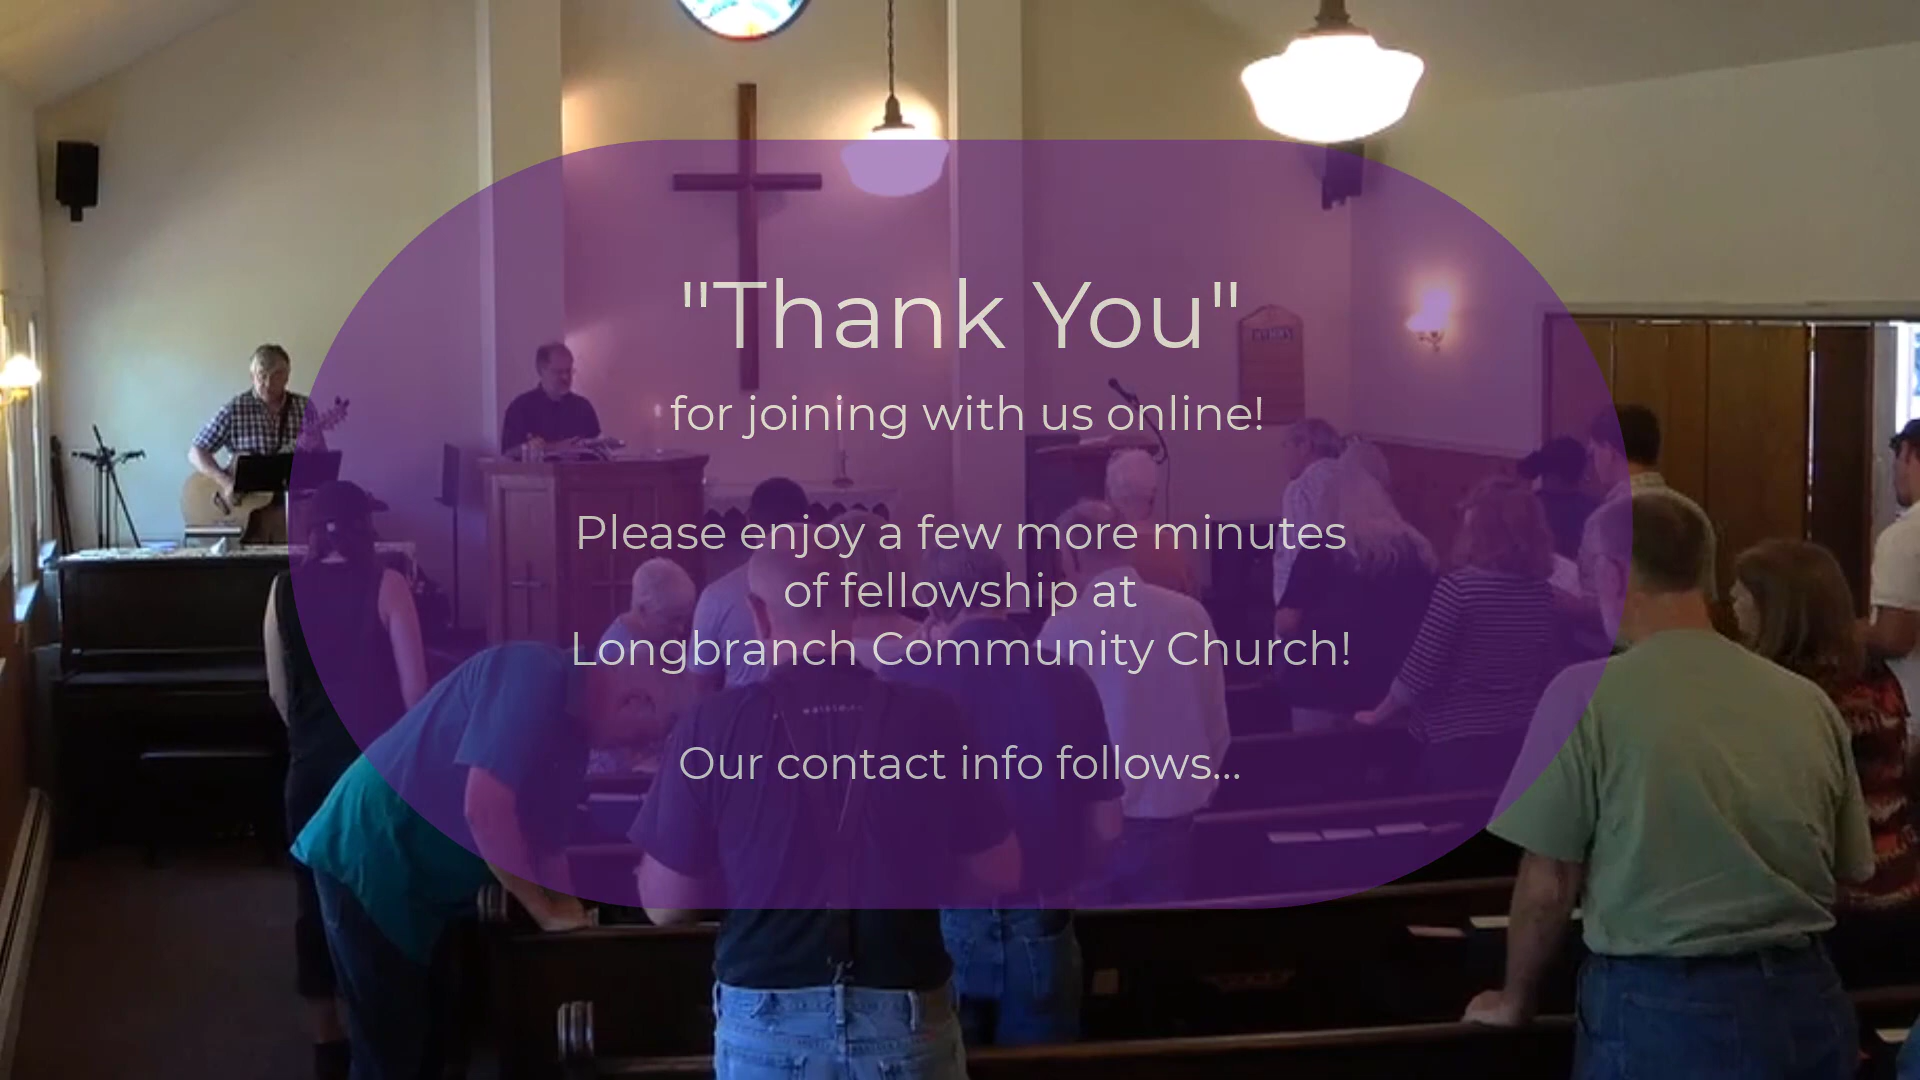 "Thank You"
for joining with us online!
Please enjoy a few more minutes
of fellowship at
Longbranch Community Church!
Our contact info follows...